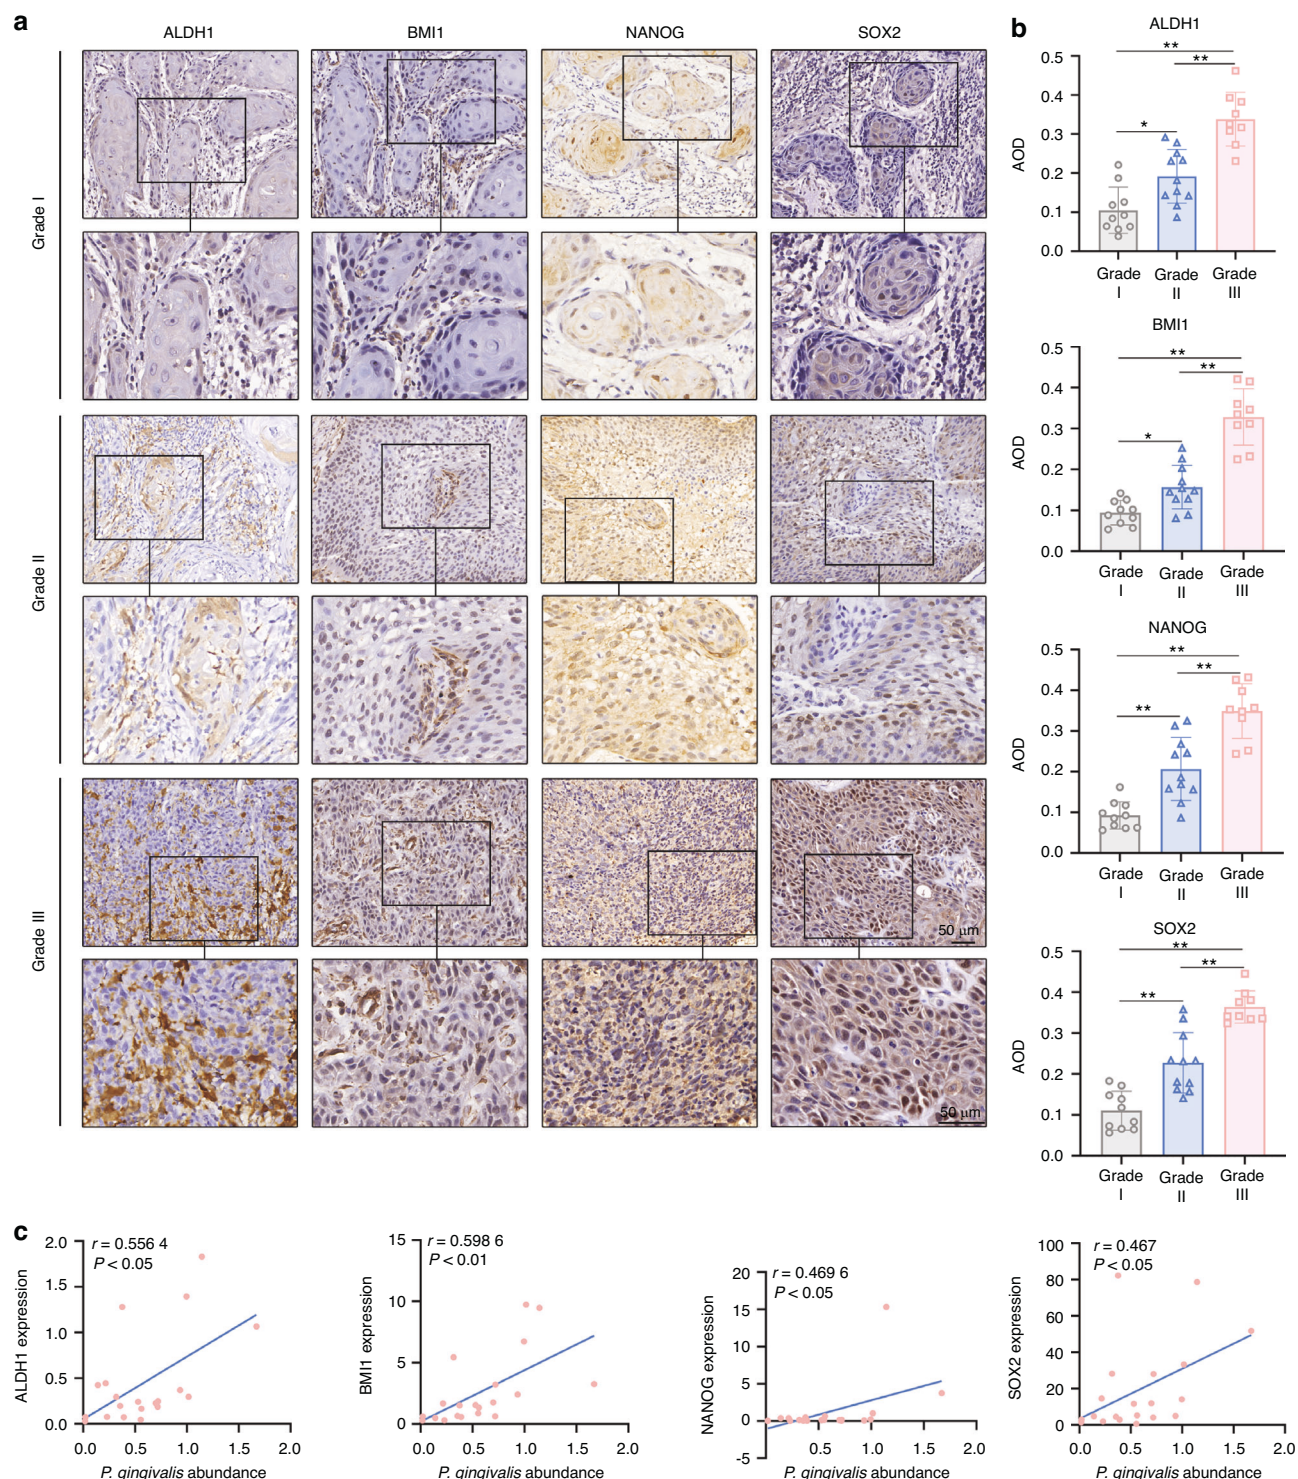 a
ALDH1
BMI1
NANOG
SOX2
Grade I
Grade II
Grade III
50 μm
50 μm
b
ALDH1
AOD
0.5
0.4
0.3
0.2
0.1
0.0
**
**
*
Grade I
Grade II
Grade III
BMI1
AOD
0.5
0.4
0.3
0.2
0.1
0.0
**
**
*
Grade I
Grade II
Grade III
NANOG
AOD
0.5
0.4
0.3
0.2
0.1
0.0
**
**
**
Grade I
Grade II
Grade III
SOX2
AOD
0.5
0.4
0.3
0.2
0.1
0.0
**
**
**
Grade I
Grade II
Grade III
c
r = 0.556 4
P < 0.05
ALDH1 expression
2.0
1.5
1.0
0.5
0.0
0.0 0.5 1.0 1.5 2.0
P. gingivalis abundance
r = 0.598 6
P < 0.01
BMI1 expression
15
10
5
0
0.0 0.5 1.0 1.5 2.0
P. gingivalis abundance
r = 0.469 6
P < 0.05
NANOG expression
20
15
10
5
0
-5
0.5 1.0 1.5 2.0
P. gingivalis abundance
r = 0.467
P < 0.05
SOX2 expression
100
80
60
40
20
0
0.0 0.5 1.0 1.5 2.0
P. gingivalis abundance